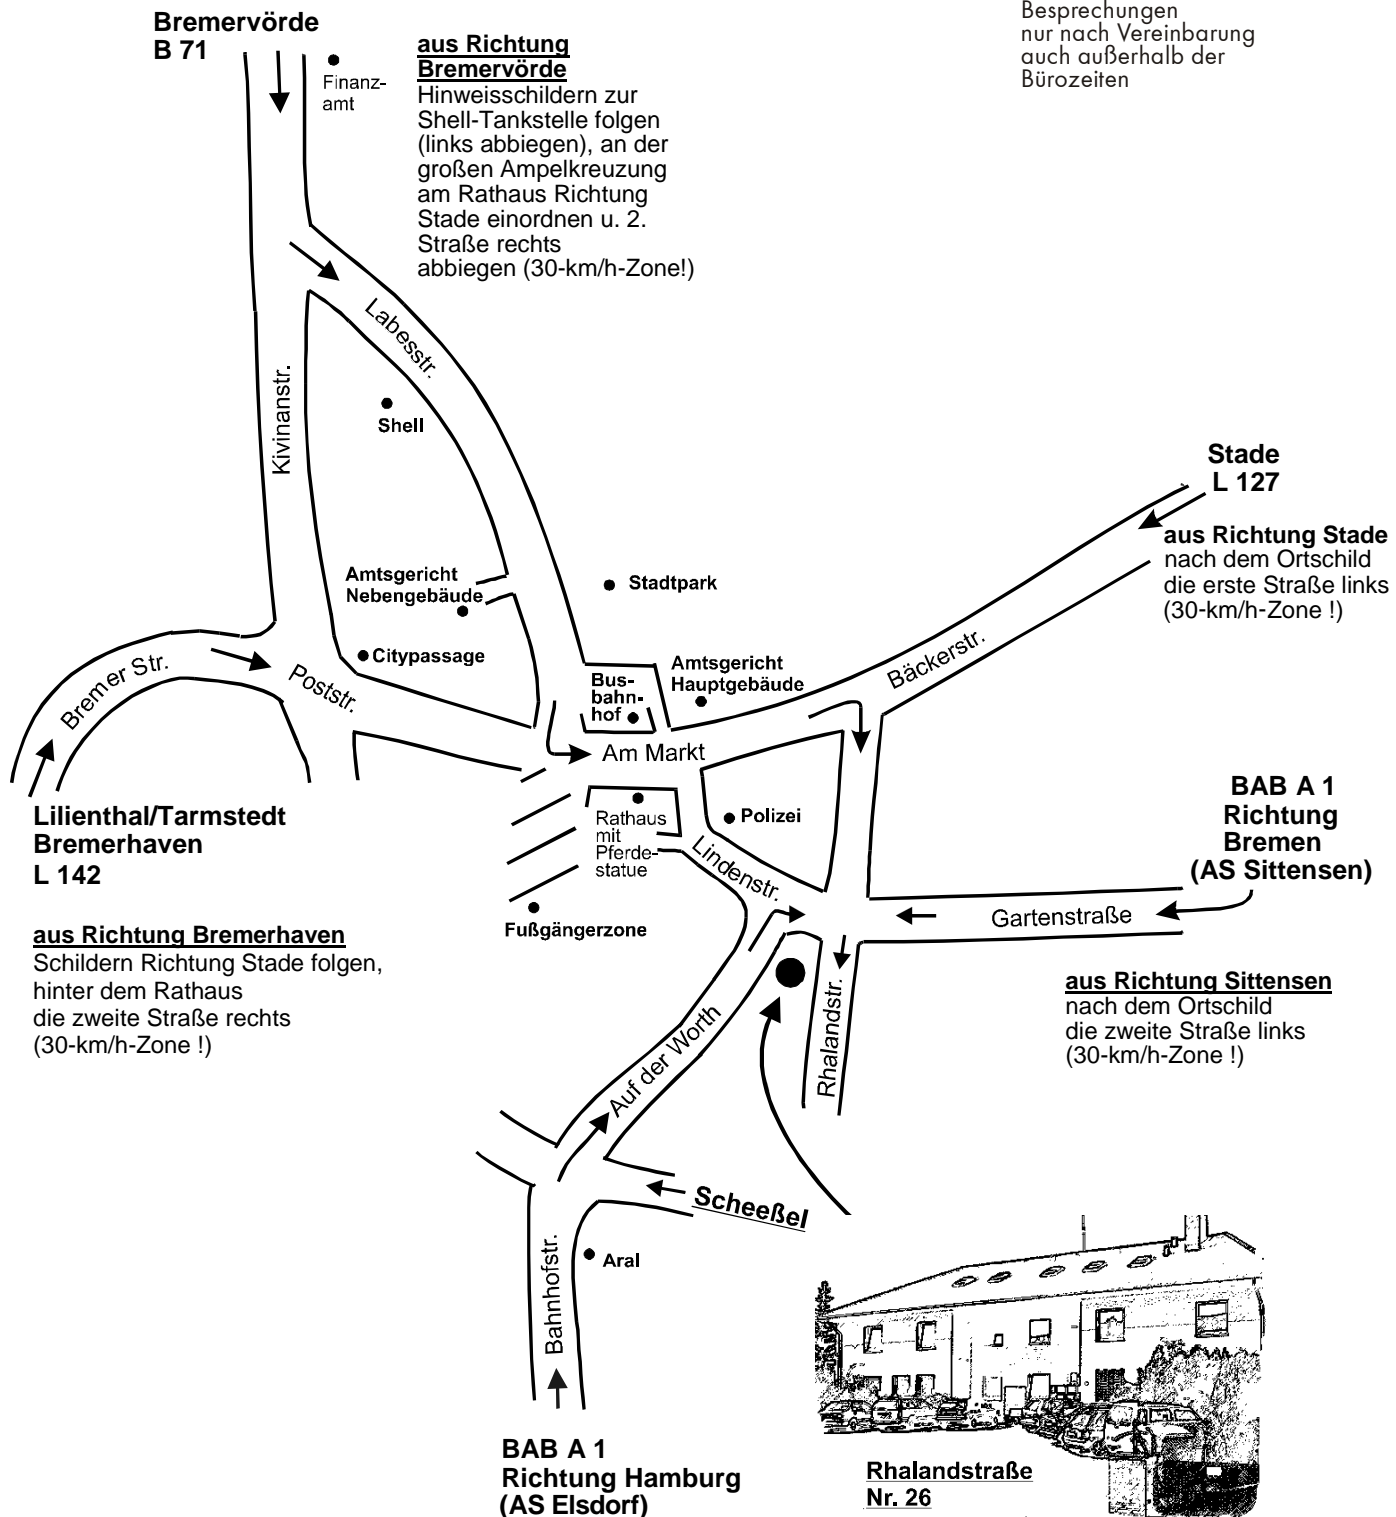 Besprechungen
nur nach Vereinbarung
auch außerhalb der
Bürozeiten
Bremervörde
B 71
Finanz-
amt
aus Richtung
Bremervörde
Hinweisschildern zur
Shell-Tankstelle folgen
(links abbiegen), an der
großen Ampelkreuzung
am Rathaus Richtung
Stade einordnen u. 2.
Straße rechts
abbiegen (30-km/h-Zone!)
Labesstr.
Kivinanstr.
Shell
Stade
L 127
aus Richtung Stade
nach dem Ortschild
die erste Straße links
(30-km/h-Zone !)
Amtsgericht
Nebengebäude
Stadtpark
Citypassage
Bremer Str.
Poststr.
Bus-
bahn-
hof
Amtsgericht
Hauptgebäude
Bäckerstr.
Am Markt
Lilienthal/Tarmstedt
Bremerhaven
L 142
Rathaus
mit
Pferde-
statue
Polizei
Lindenstr.
BAB A 1
Richtung
Bremen
(AS Sittensen)
Gartenstraße
Fußgängerzone
aus Richtung Bremerhaven
Schildern Richtung Stade folgen,
hinter dem Rathaus
die zweite Straße rechts
(30-km/h-Zone !)
aus Richtung Sittensen
nach dem Ortschild
die zweite Straße links
(30-km/h-Zone !)
Rhalandstr.
Auf der Worth
Scheeßel
Aral
Bahnhofstr.
BAB A 1
Richtung Hamburg
(AS Elsdorf)
Rhalandstraße
Nr. 26